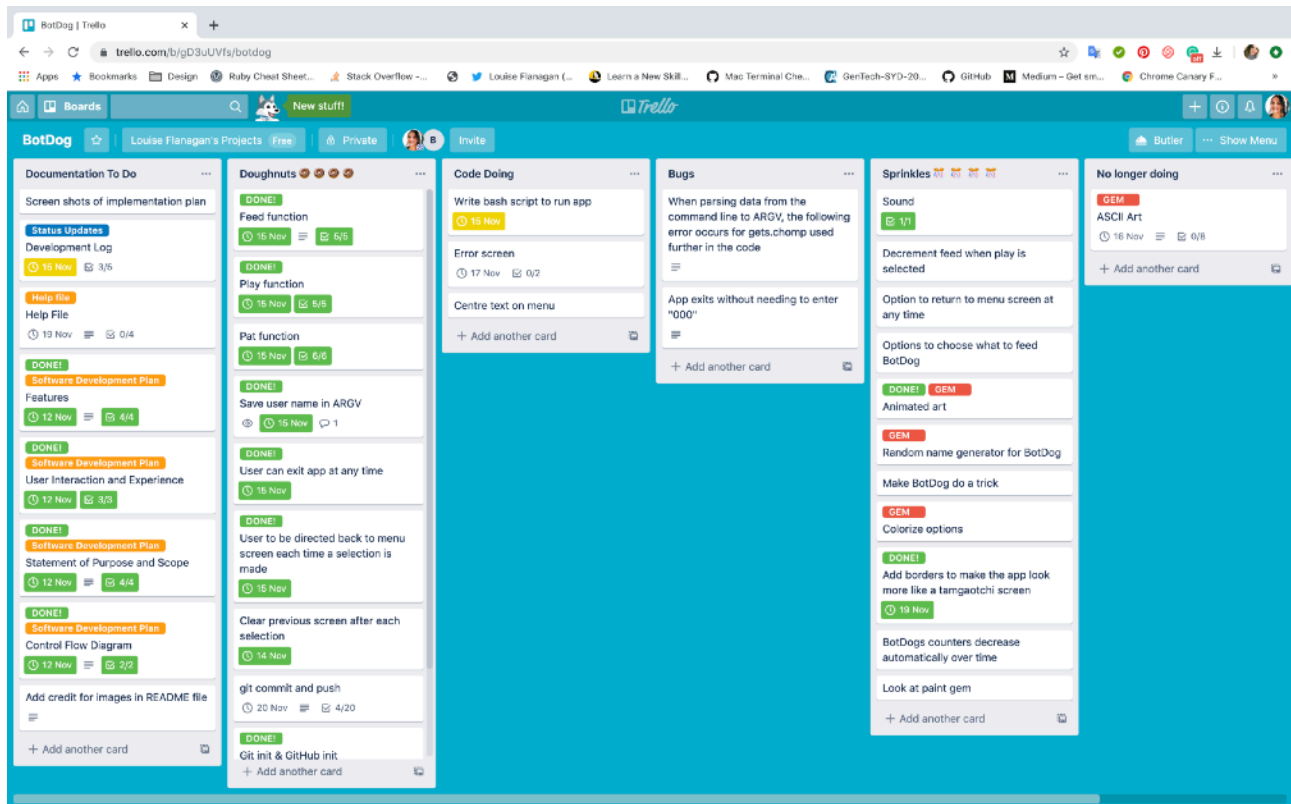 BotDog | Trello
trello.com/b/gD3uUVfs/botdog
Apps Bookmarks Design Ruby Cheat Sheet... Stack Overflow -... Louise Flanagan (... Learn a New Skill... Mac Terminal Che... GenTech-SYD-20... GitHub Medium – Get sm... Chrome Canary F... »
Boards New stuff! Trello
BotDog Louise Flanagan's Projects Free Private B Invite Butler ... Show Menu
Documentation To Do
Screen shots of implementation plan
Status Updates
Development Log
15 Nov 3/5
Help file
Help File
19 Nov 0/4
DONE!
Software Development Plan
Features
12 Nov 4/4
DONE!
Software Development Plan
User Interaction and Experience
12 Nov 3/3
DONE!
Software Development Plan
Statement of Purpose and Scope
12 Nov 4/4
DONE!
Software Development Plan
Control Flow Diagram
12 Nov 2/2
Add credit for images in README file
+ Add another card
Doughnuts 🍩 🍩 🍩 🍩
DONE!
Feed function
15 Nov 5/5
DONE!
Play function
15 Nov 5/5
Pat function
15 Nov 6/6
DONE!
Save user name in ARGV
15 Nov 1
DONE!
User can exit app at any time
15 Nov
DONE!
User to be directed back to menu
screen each time a selection is
made
15 Nov
Clear previous screen after each
selection
14 Nov
git commit and push
20 Nov 4/20
DONE!
Git init & GitHub init
+ Add another card
Code Doing
Write bash script to run app
15 Nov
Error screen
17 Nov 0/2
Centre text on menu
+ Add another card
Bugs
When parsing data from the
command line to ARGV, the following
error occurs for gets.chomp used
further in the code
App exits without needing to enter
"000"
+ Add another card
Sprinkles
Sound
1/1
Decrement feed when play is
selected
Option to return to menu screen at
any time
Options to choose what to feed
BotDog
DONE! GEM
Animated art
GEM
Random name generator for BotDog
Make BotDog do a trick
GEM
Colorize options
DONE!
Add borders to make the app look
more like a tamgaotchi screen
19 Nov
BotDogs counters decrease
automatically over time
Look at paint gem
+ Add another card
No longer doing
GEM
ASCII Art
16 Nov 0/8
+ Add another card